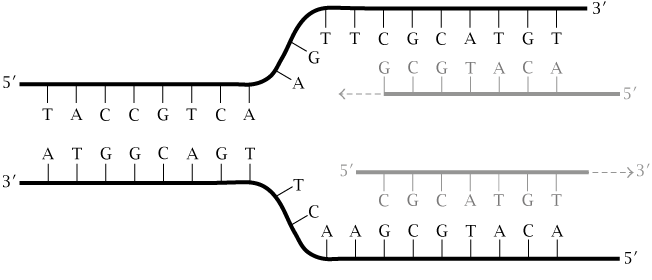 3′
5′ T A C C G T C A A G T T C G C A T G T
G C G T A C A 5′
A T G G C A G T T C A A G C G T A C A
3′
5′ 3′
C G C A T G T
5′